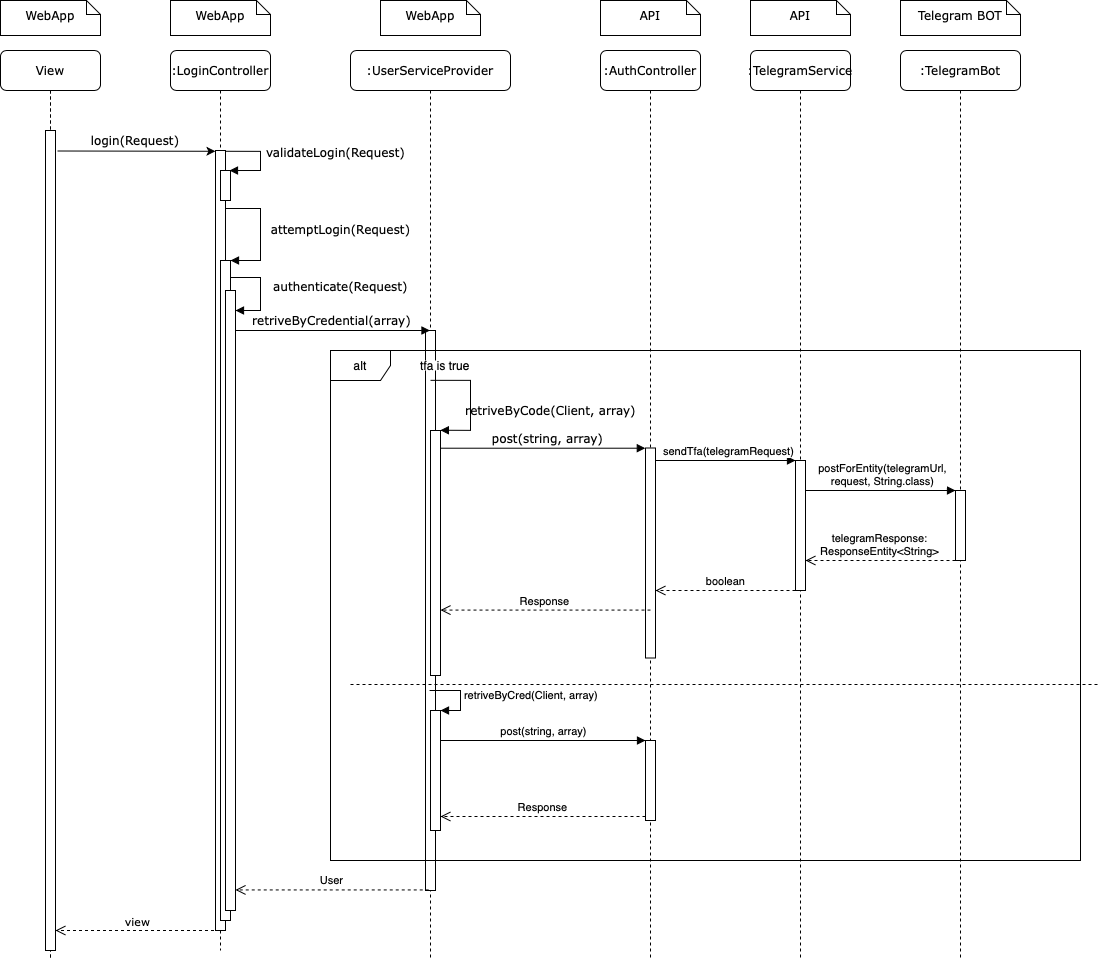 WebApp
WebApp
WebApp
API
API
Telegram BOT
View
:LoginController
:UserServiceProvider
:AuthController
:TelegramService
:TelegramBot
login(Request)
validateLogin(Request)
attemptLogin(Request)
authenticate(Request)
retriveByCredential(array)
alt
tfa is true
retriveByCode(Client, array)
post(string, array)
sendTfa(telegramRequest)
postForEntity(telegramUrl,
request, String.class)
telegramResponse:
ResponseEntity<String>
boolean
Response
retriveByCred(Client, array)
post(string, array)
Response
User
view